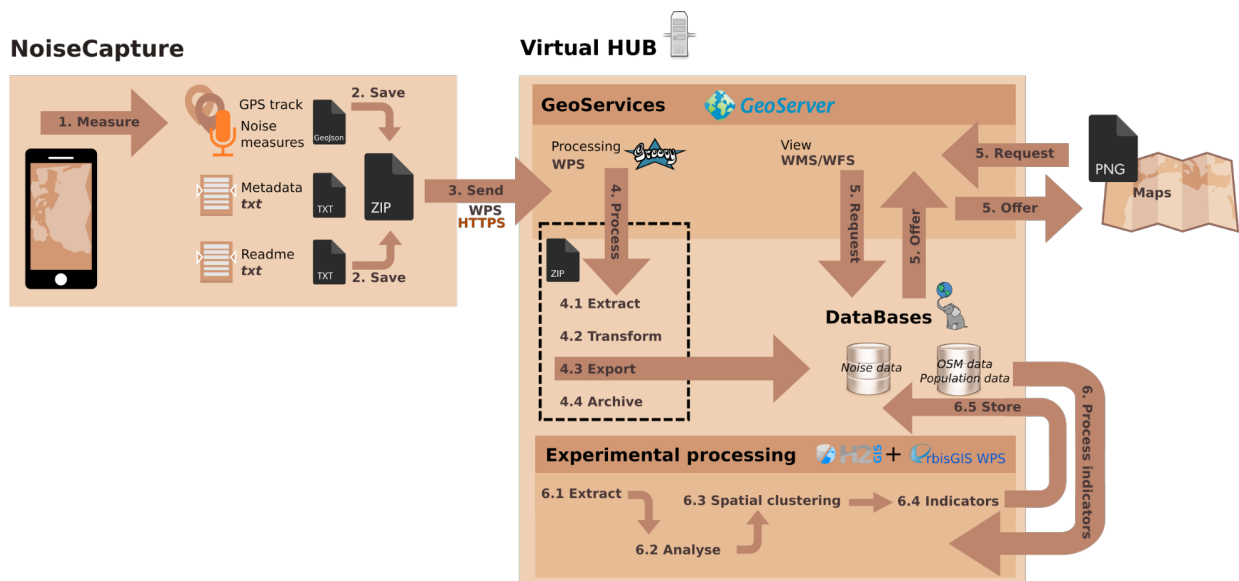 NoiseCapture
1. Measure
GPS track
Noise
measures
GeoJson
2. Save
Metadata
txt
TXT
ZIP
Readme
txt
TXT
2. Save
3. Send
WPS
HTTPS
Virtual HUB
GeoServices
GeoServer
Processing
WPS
Groovy
View
WMS/WFS
4. Process
5. Request
5. Offer
5. Request
5. Offer
PNG
Maps
ZIP
4.1 Extract
4.2 Transform
4.3 Export
4.4 Archive
DataBases
Noise data
OSM data
Population data
6.5 Store
6. Process indicators
Experimental processing
H2
GIS
+
OrbisGIS WPS
6.1 Extract
6.2 Analyse
6.3 Spatial clustering
6.4 Indicators